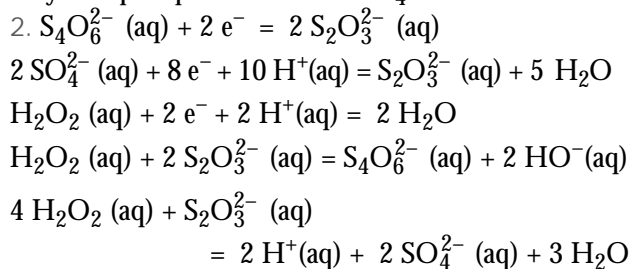 2. S₄O₆²⁻ (aq) + 2 e⁻ = 2 S₂O₃²⁻ (aq)
2 SO₄²⁻ (aq) + 8 e⁻ + 10 H⁺(aq) = S₂O₃²⁻ (aq) + 5 H₂O
H₂O₂ (aq) + 2 e⁻ + 2 H⁺(aq) = 2 H₂O
H₂O₂ (aq) + 2 S₂O₃²⁻ (aq) = S₄O₆²⁻ (aq) + 2 HO⁻(aq)
4 H₂O₂ (aq) + S₂O₃²⁻ (aq)
= 2 H⁺(aq) + 2 SO₄²⁻ (aq) + 3 H₂O